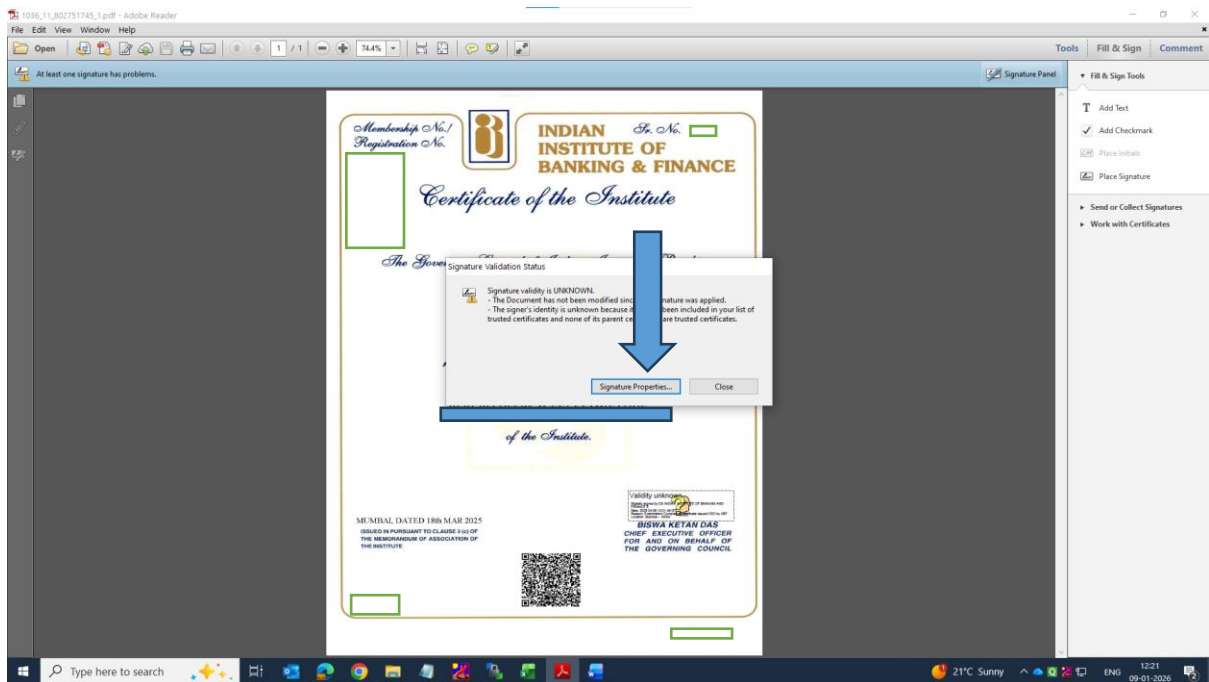 1036_11_802751745_1.pdf - Adobe Reader
File Edit View Window Help
Open 1 / 1 74.4% Tools Fill & Sign Comment
At least one signature has problems. Signature Panel
Fill & Sign Tools
T Add Text
Add Checkmark
Place Initials
Place Signature
Send or Collect Signatures
Work with Certificates
Membership No./
Registration No.
INDIAN
INSTITUTE OF
BANKING & FINANCE
Sr. No.
Certificate of the Institute
The
Signature Validation Status
Signature validity is UNKNOWN.
- The Document has not been modified signature was applied.
- The signer's identity is unknown because been included in your list of
trusted certificates and none of its parent are trusted certificates.
Signature Properties... Close
of the Institute.
Validity unknown
MUMBAI, DATED 18th MAR 2025
ISSUED IN PURSUANT TO CLAUSE 3 (c) OF
THE MEMORANDUM OF ASSOCIATION OF
THE INSTITUTE
BISWA KETAN DAS
CHIEF EXECUTIVE OFFICER
FOR AND ON BEHALF OF
THE GOVERNING COUNCIL
Type here to search
21°C Sunny ENG 12:21
09-01-2026